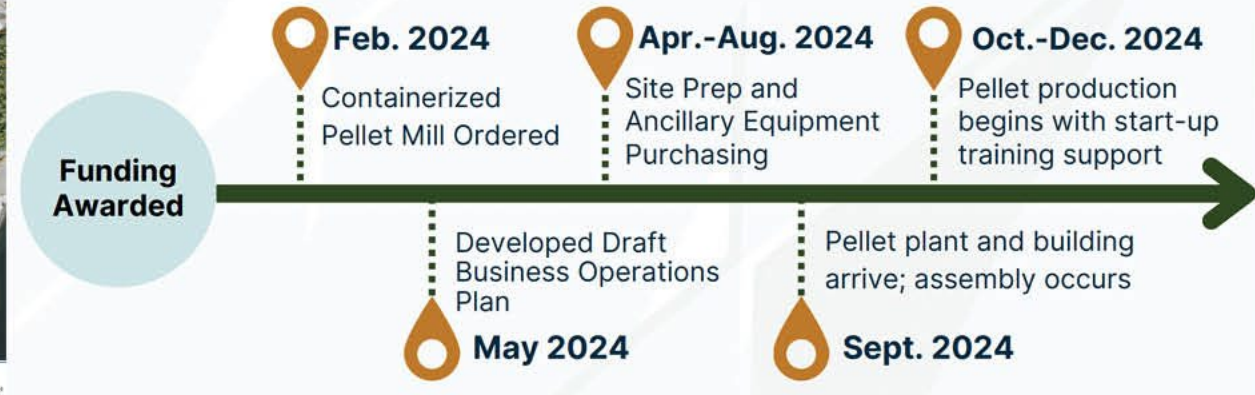 Funding
Awarded
Feb. 2024
Containerized
Pellet Mill Ordered
Developed Draft
Business Operations
Plan
May 2024
Apr.-Aug. 2024
Site Prep and
Ancillary Equipment
Purchasing
Pellet plant and building
arrive; assembly occurs
Sept. 2024
Oct.-Dec. 2024
Pellet production
begins with start-up
training support